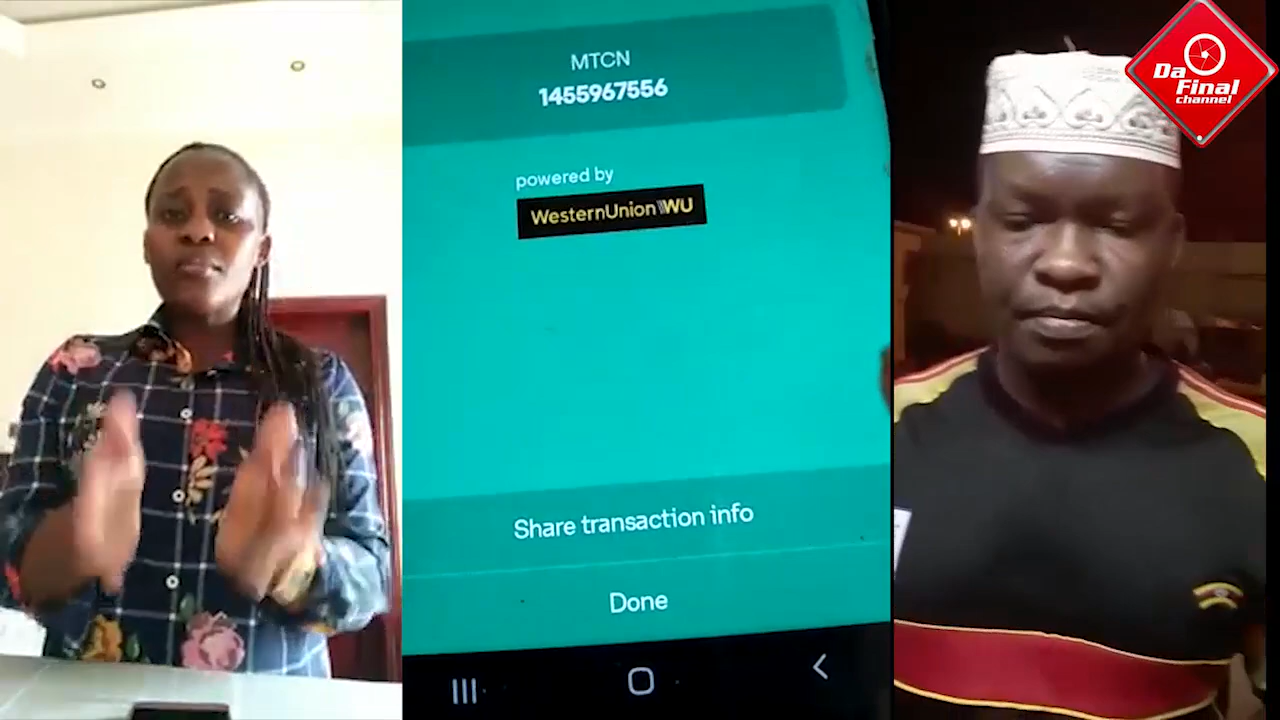 MTCN
1455967556
powered by
WesternUnion WU
Share transaction info
Done
Da
Final
channel